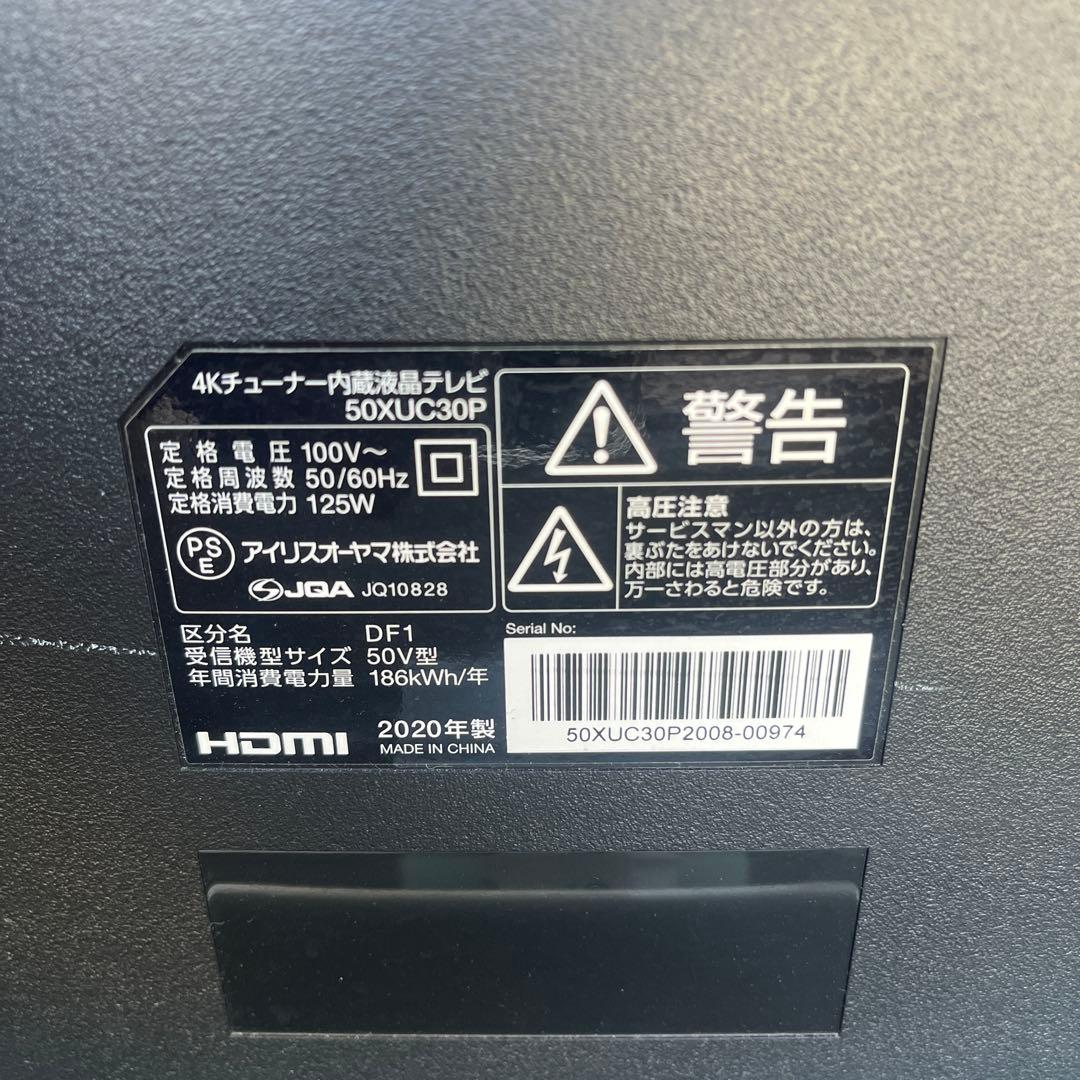 4Kチューナー内蔵液晶テレビ
50XUC30P
定格電圧 100V～
定格周波数 50/60Hz
定格消費電力 125W
PSE アイリスオーヤマ株式会社
JQA JQ10828
区分名 DF1
受信機型サイズ 50V型
年間消費電力量 186kWh/年
HDMI
2020年製
MADE IN CHINA
警告
高圧注意
サービスマン以外の方は、
裏ぶたをあけないでください。
内部には高電圧部分があり、
万一さわると危険です。
Serial No:
50XUC30P2008-00974